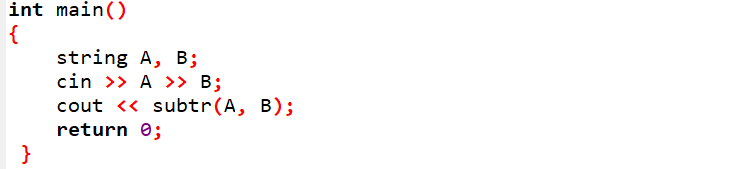 int main()
{
    string A, B;
    cin >> A >> B;
    cout << subtr(A, B);
    return 0;
 }